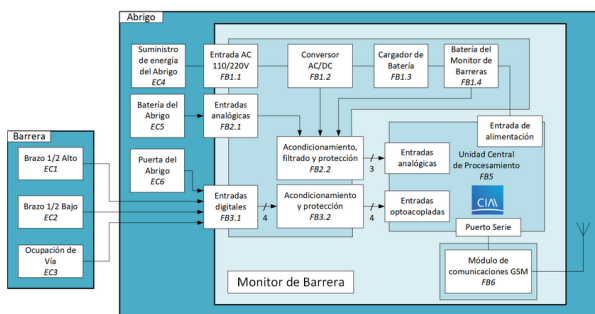 Abrigo
Suministro
de energía
del Abrigo
EC4
Entrada AC
110/220V
FB1.1
Conversor
AC/DC
FB1.2
Cargador de
Batería
FB1.3
Batería del
Monitor de
Barreras
FB1.4
Batería del
Abrigo
EC5
Entradas
analógicas
FB2.1
Entrada de
alimentación
Barrera
Brazo 1/2 Alto
EC1
Brazo 1/2 Bajo
EC2
Ocupación de
Vía
EC3
Puerta del
Abrigo
EC6
Acondicionamiento,
filtrado y protección
FB2.2
3
Entradas
analógicas
Unidad Central
de Procesamiento
FB5
CIAA
Entradas
digitales
FB3.1
4
Acondicionamiento
y protección
FB3.2
4
Entradas
optoacopladas
Puerto Serie
Módulo de
comunicaciones GSM
FB6
Monitor de Barrera